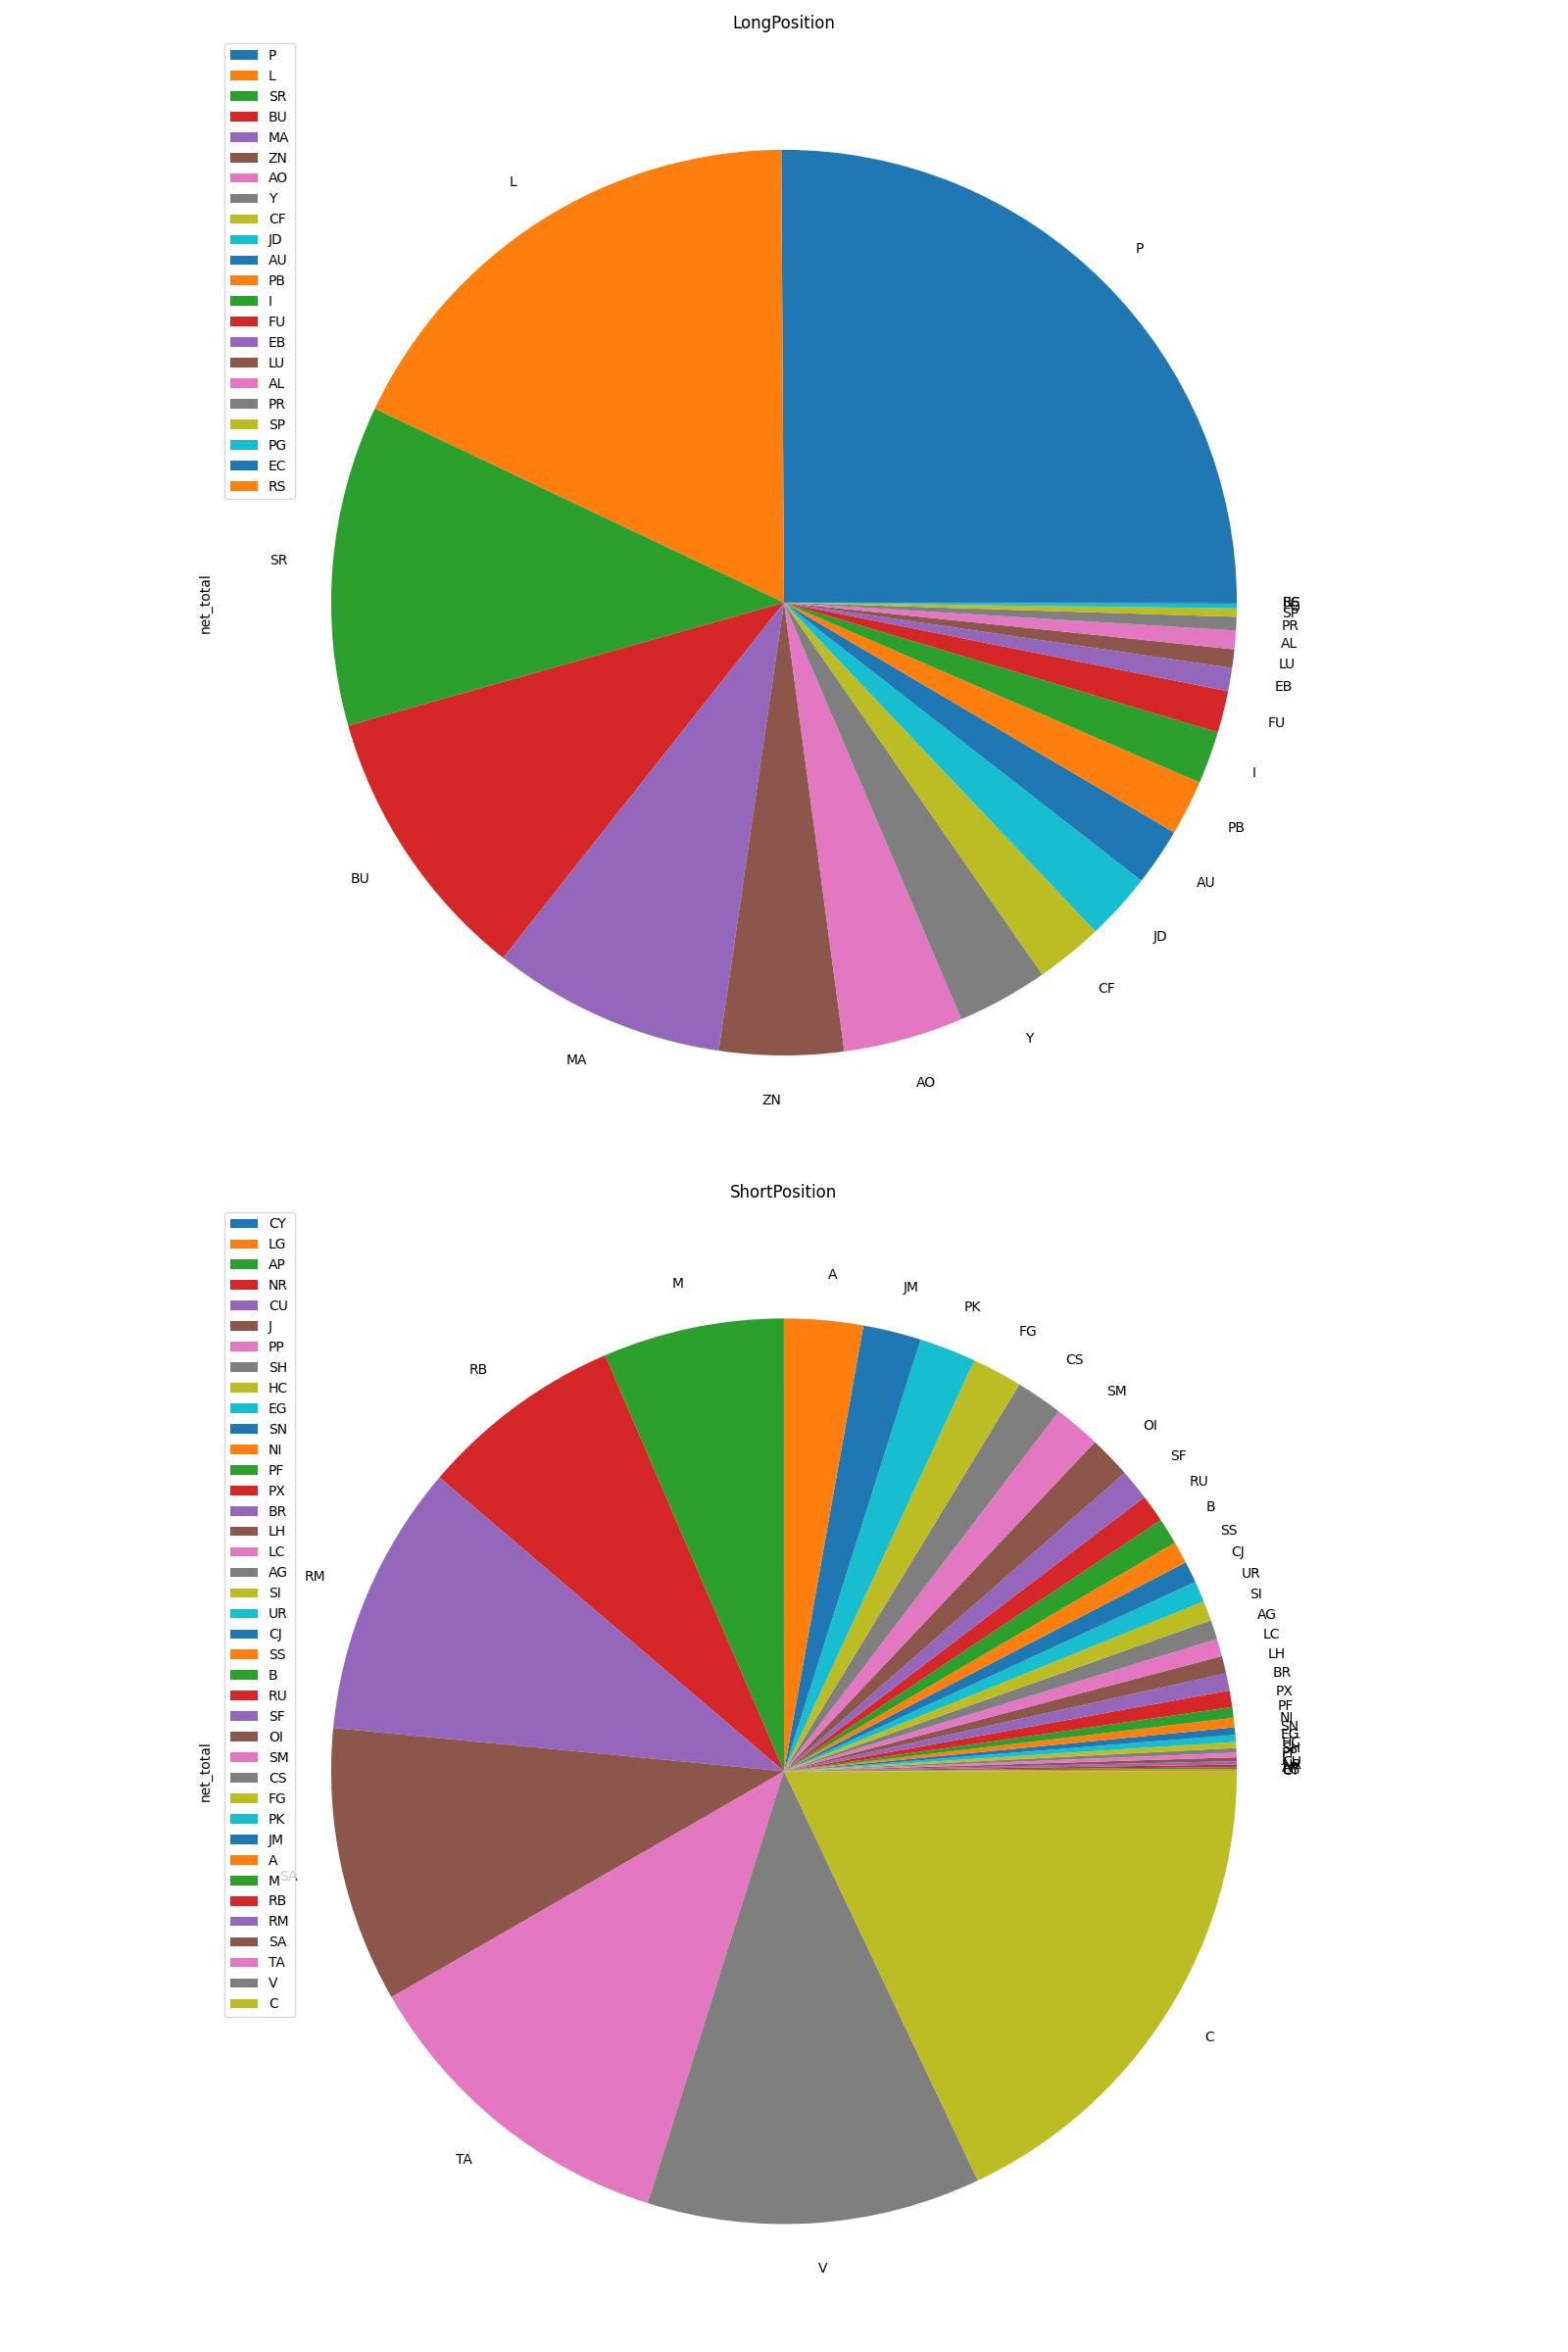 LongPosition
P
L
SR
BU
MA
ZN
AO
Y
CF
JD
AU
PB
I
FU
EB
LU
AL
PR
SP
PG
EC
RS
net_total
L
P
SR
SP
PR
AL
LU
EB
FU
I
PB
AU
JD
CF
Y
AO
ZN
MA
BU
ShortPosition
CY
LG
AP
NR
CU
J
PP
SH
HC
EG
SN
NI
PF
PX
BR
LH
LC
AG
SI
UR
CJ
SS
B
RU
SF
OI
SM
CS
FG
PK
JM
A
M
RB
RM
SA
TA
V
C
net_total
M
A
JM
PK
FG
CS
SM
OI
SF
RU
B
SS
CJ
UR
SI
AG
LC
LH
BR
PX
PF
NI
SN
EG
RB
RM
SA
TA
V
C